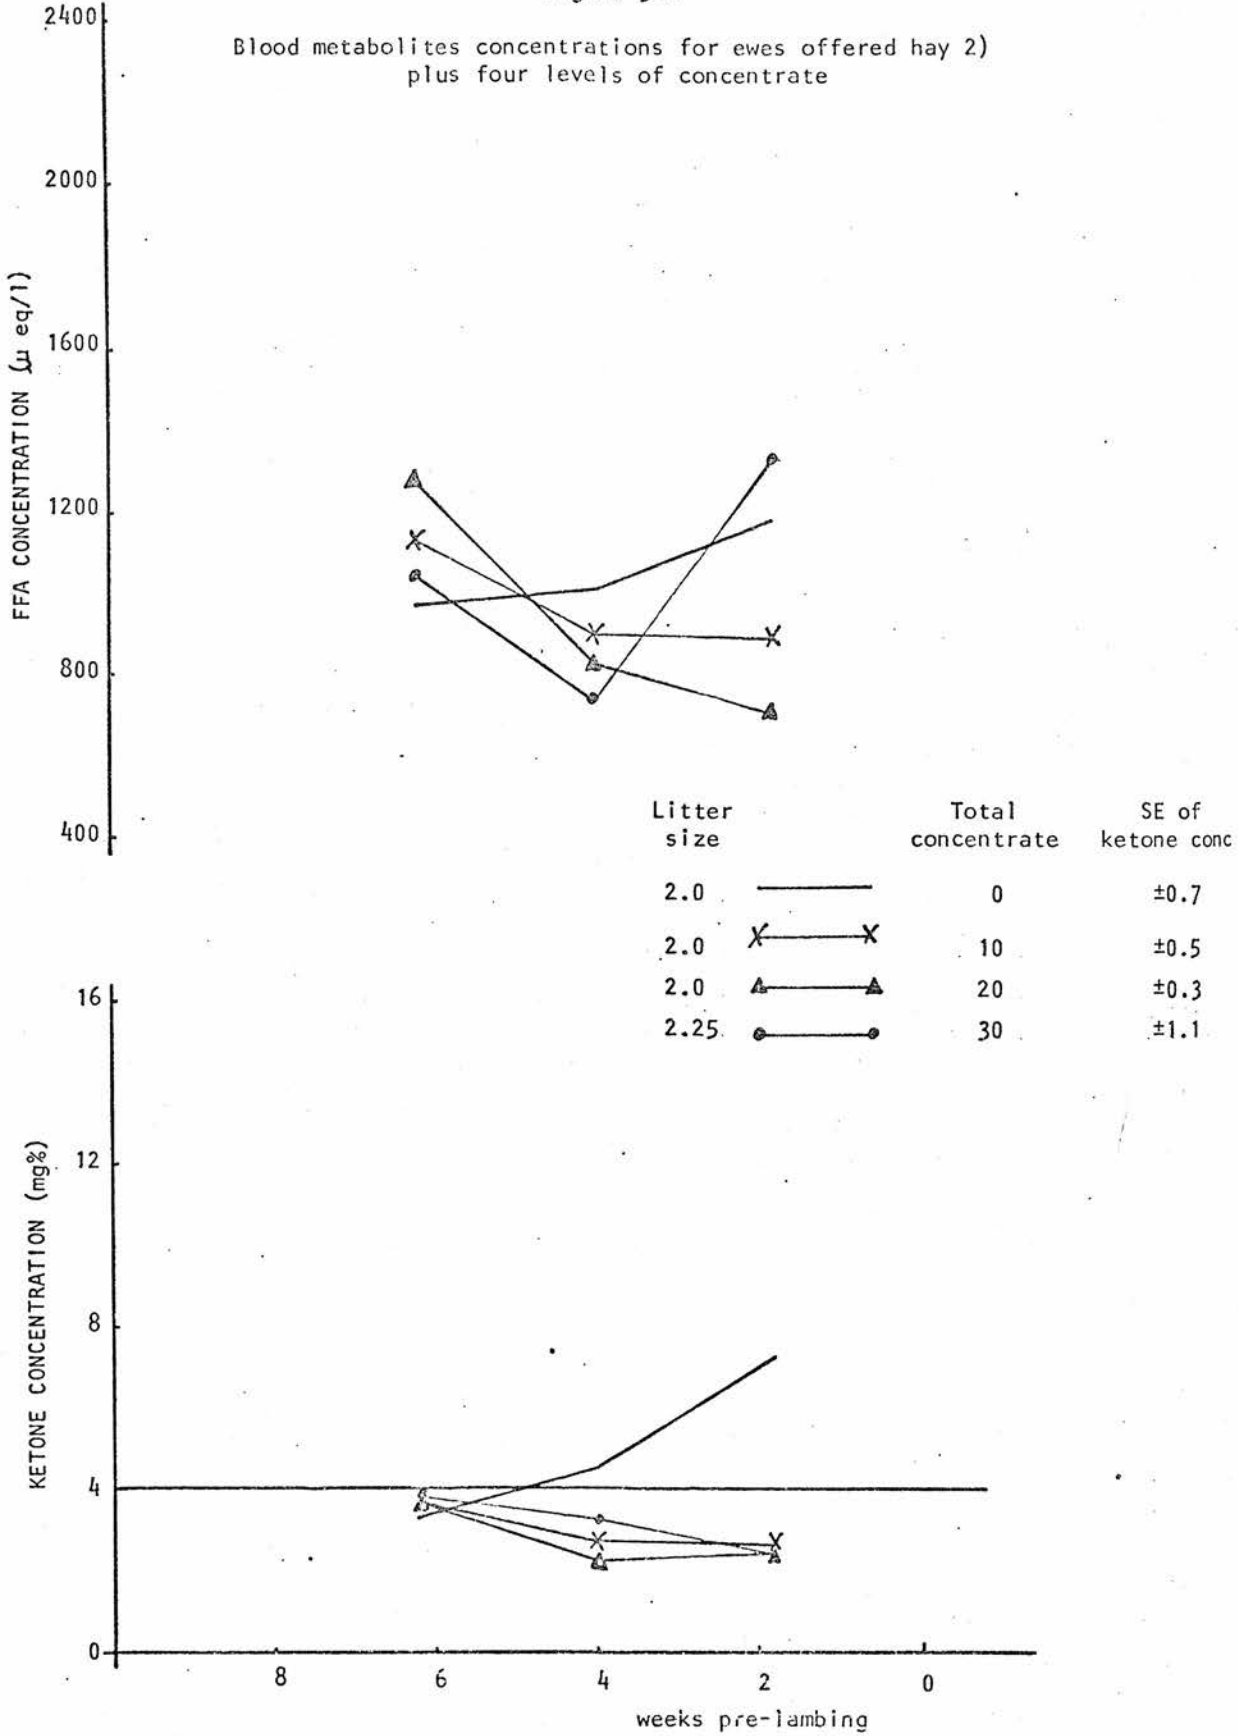 2400
Blood metabolites concentrations for ewes offered hay 2)
plus four levels of concentrate
2000
1600
1200
800
400
FFA CONCENTRATION (μ eq/l)
Litter size Total concentrate SE of ketone conc
2.0 0 ±0.7
2.0 10 ±0.5
2.0 20 ±0.3
2.25 30 ±1.1
16
12
8
4
0
KETONE CONCENTRATION (mg%)
8 6 4 2 0
weeks pre-lambing